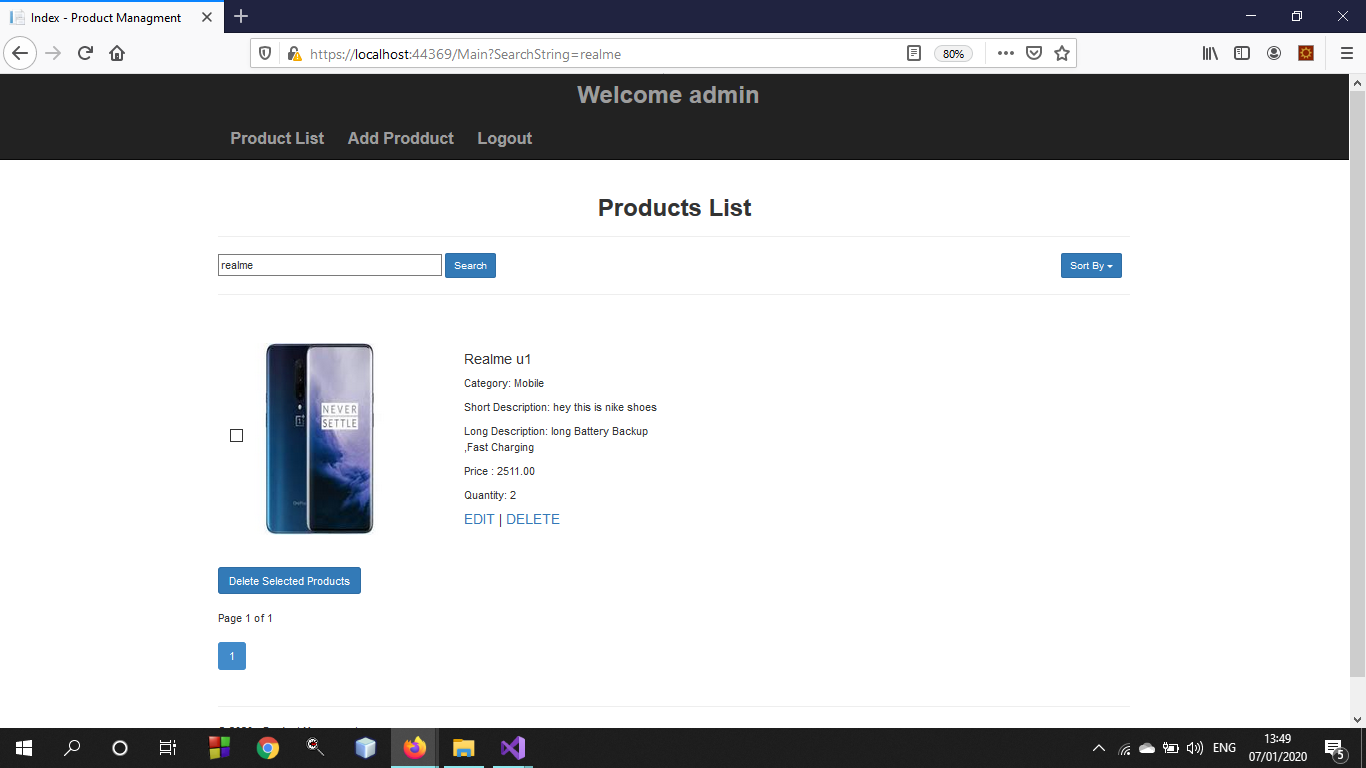 Index - Product Managment
https://localhost:44369/Main?SearchString=realme
80%
Welcome admin
Product List Add Prodduct Logout
Products List
realme
Search
Sort By
NEVER
SETTLE
Realme u1
Category: Mobile
Short Description: hey this is nike shoes
Long Description: long Battery Backup
,Fast Charging
Price : 2511.00
Quantity: 2
EDIT | DELETE
Delete Selected Products
Page 1 of 1
1
ENG
13:49
07/01/2020
5